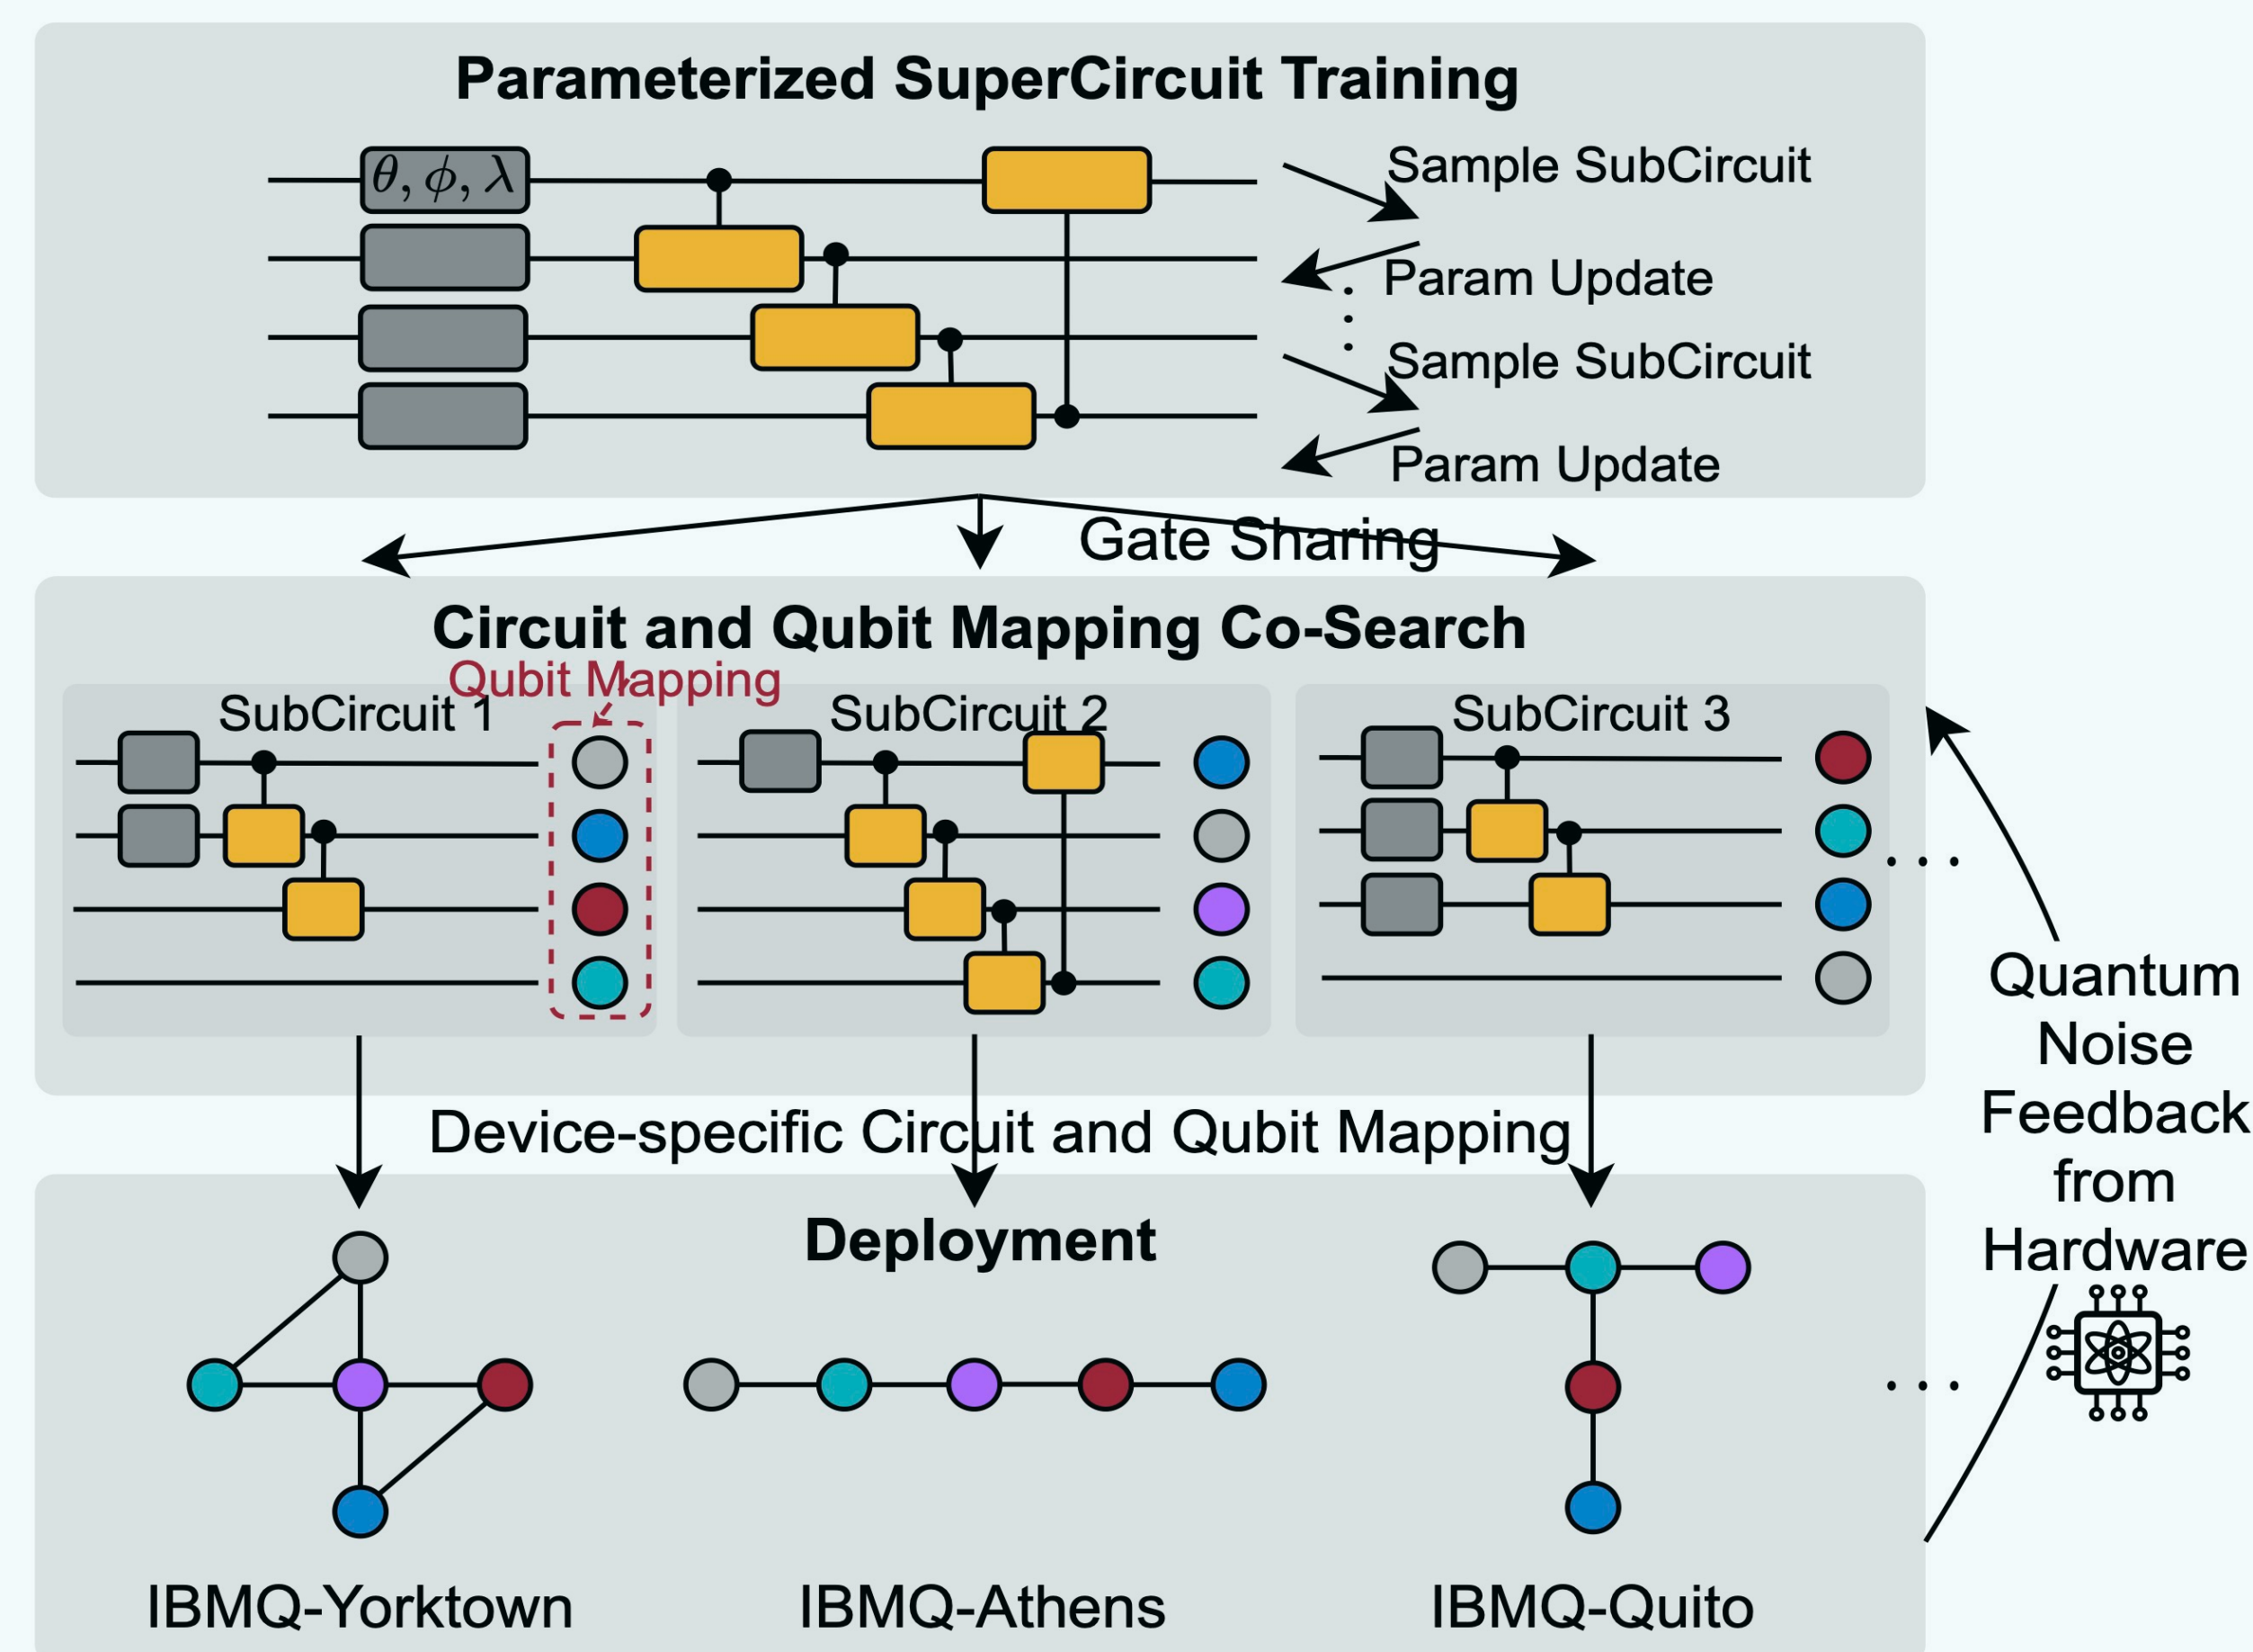 Parameterized SuperCircuit Training
θ, ϕ, λ
Sample SubCircuit
Param Update
Sample SubCircuit
Param Update
Gate Sharing
Circuit and Qubit Mapping Co-Search
Qubit Mapping
SubCircuit 1
SubCircuit 2
SubCircuit 3
. . .
Quantum
Noise
Feedback
from
Hardware
Device-specific Circuit and Qubit Mapping
Deployment
. . .
IBMQ-Yorktown
IBMQ-Athens
IBMQ-Quito